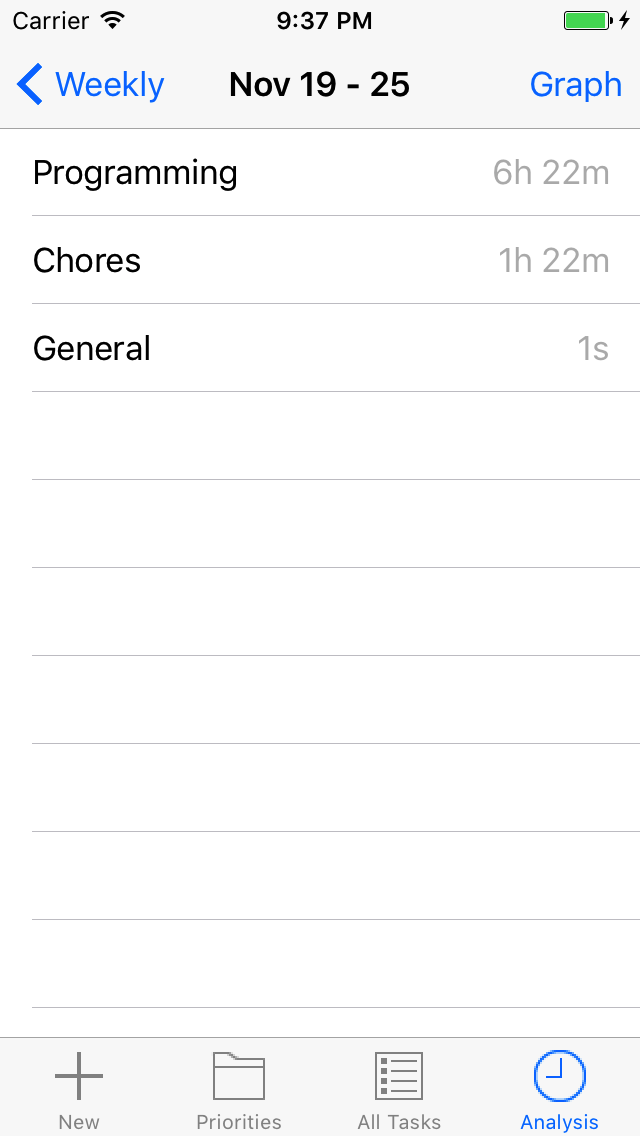 Carrier 9:37 PM
Weekly Nov 19 - 25 Graph
Programming 6h 22m
Chores 1h 22m
General 1s
New Priorities All Tasks Analysis